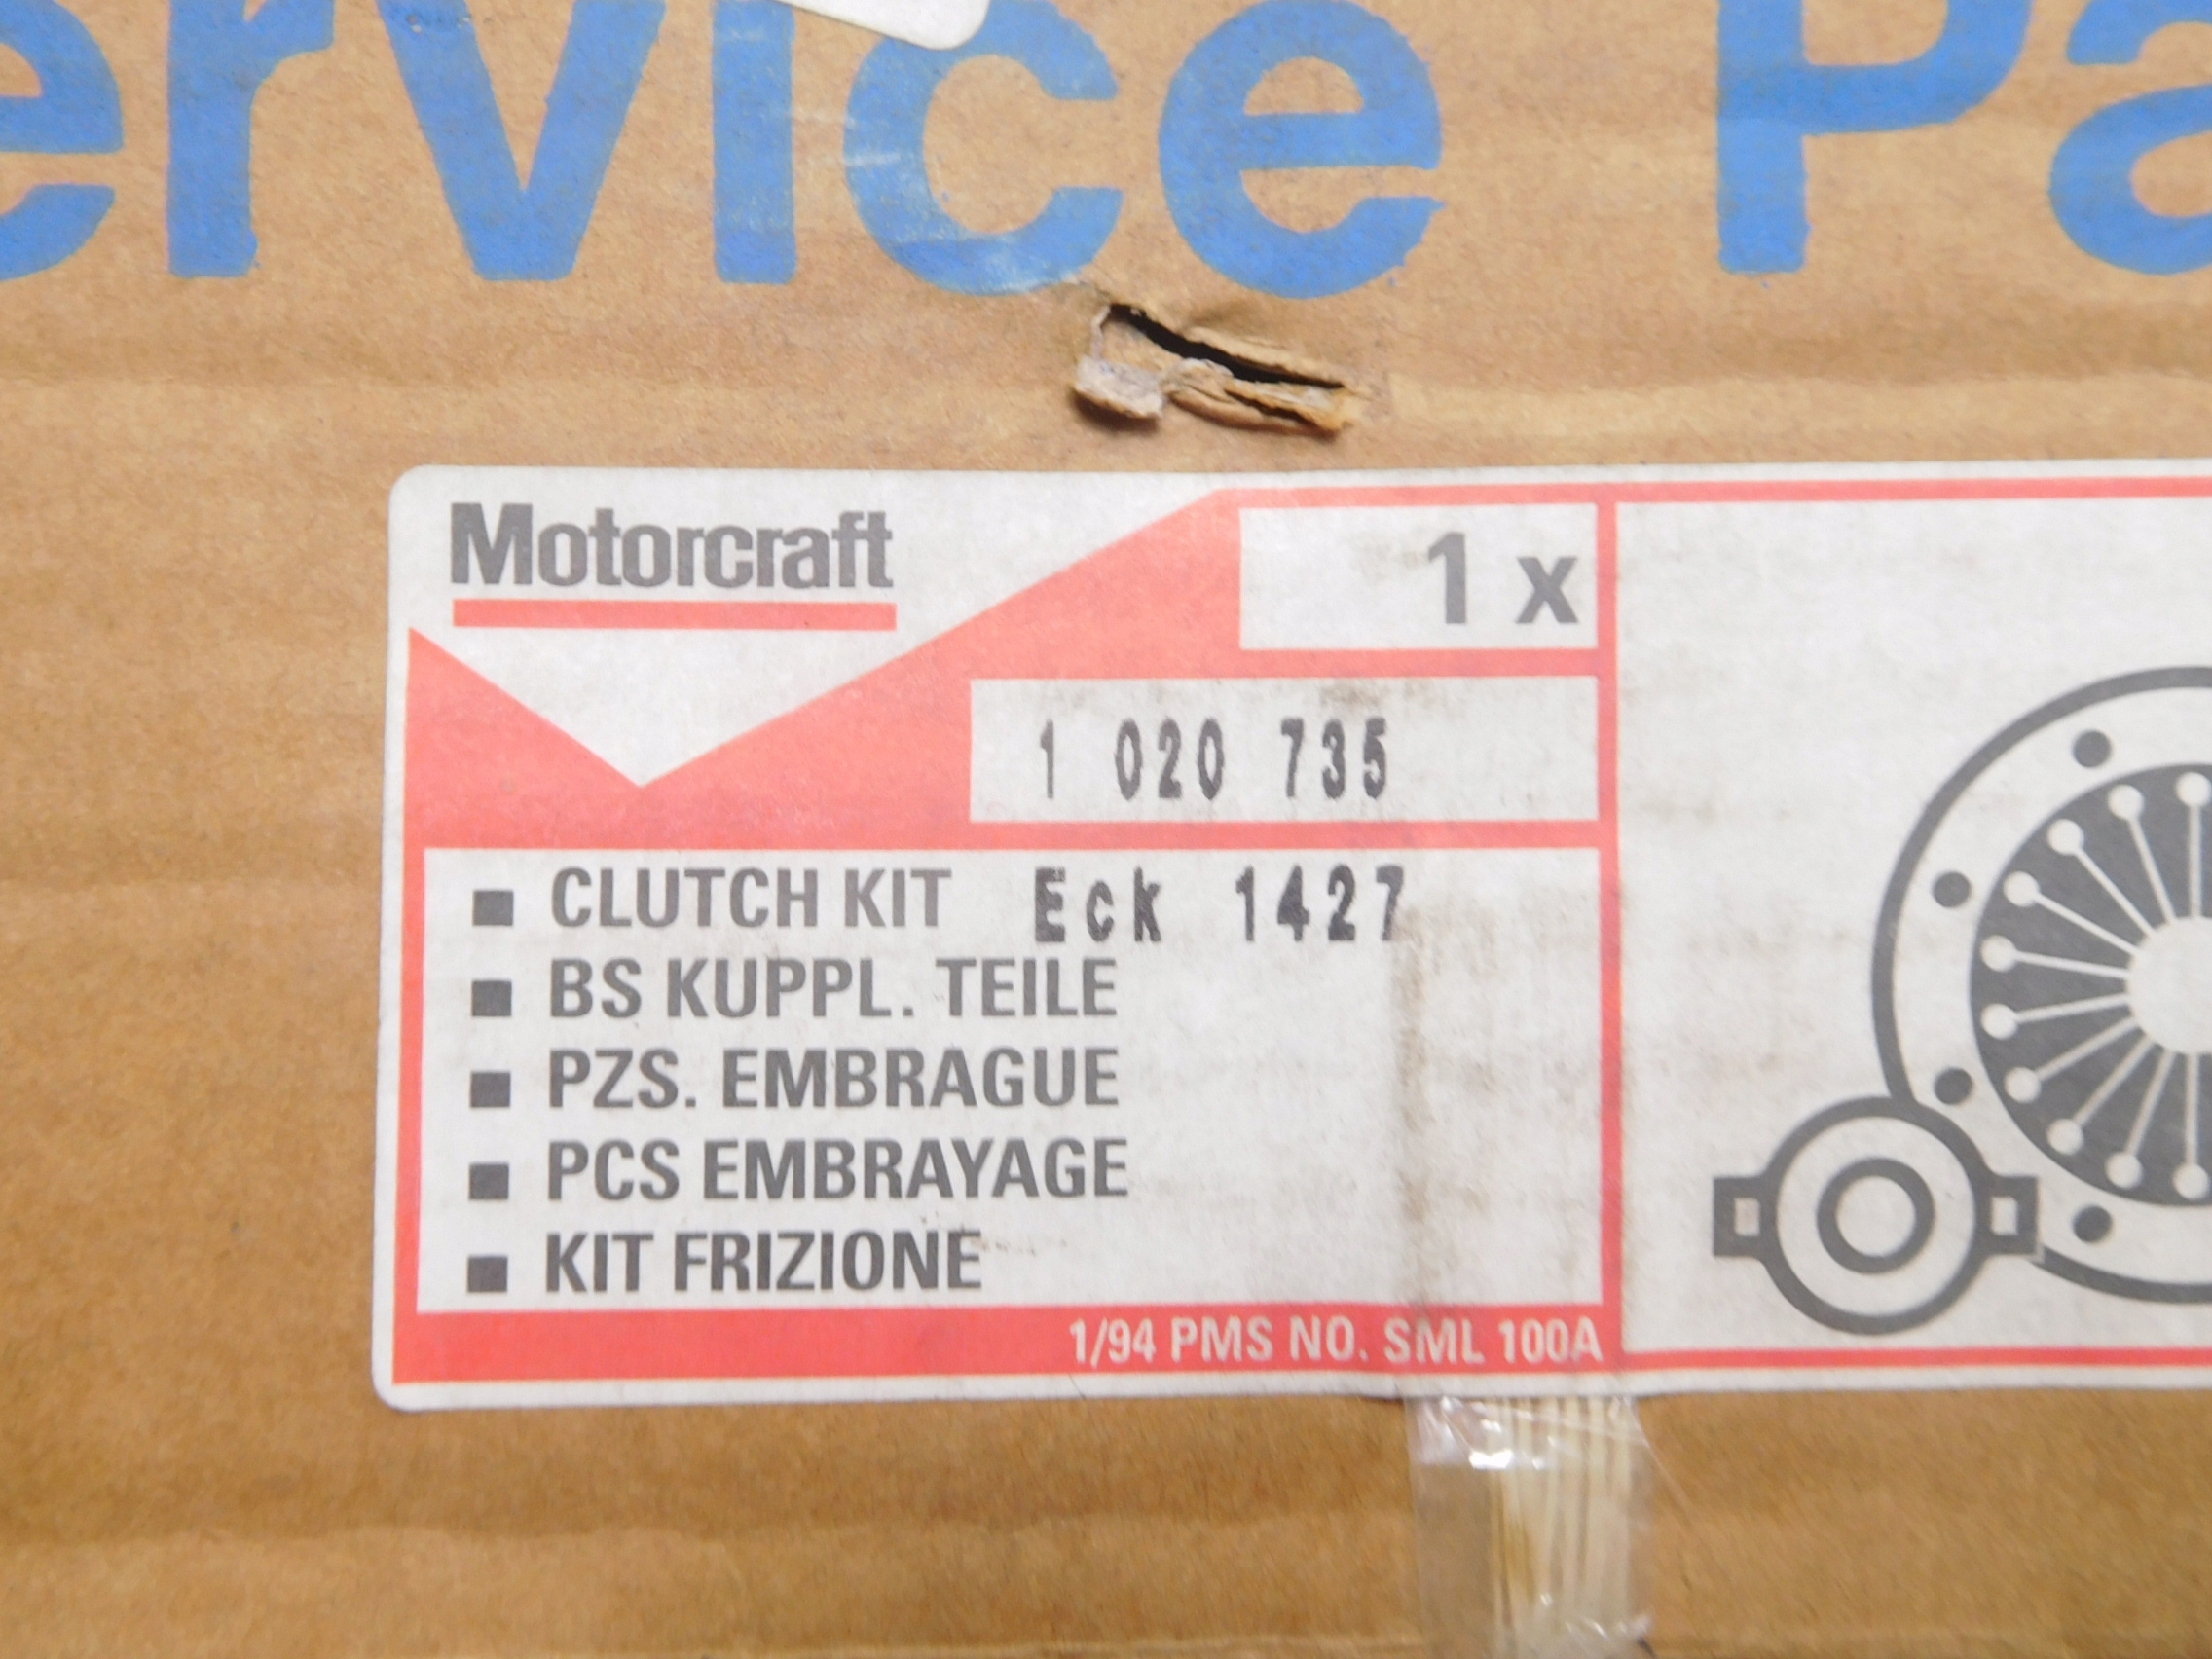 ervice Pa
Motorcraft
1 x
1 020 735
CLUTCH KIT Eck 1427
BS KUPPL. TEILE
PZS. EMBRAGUE
PCS EMBRAYAGE
KIT FRIZIONE
1/94 PMS NO. SML 100A